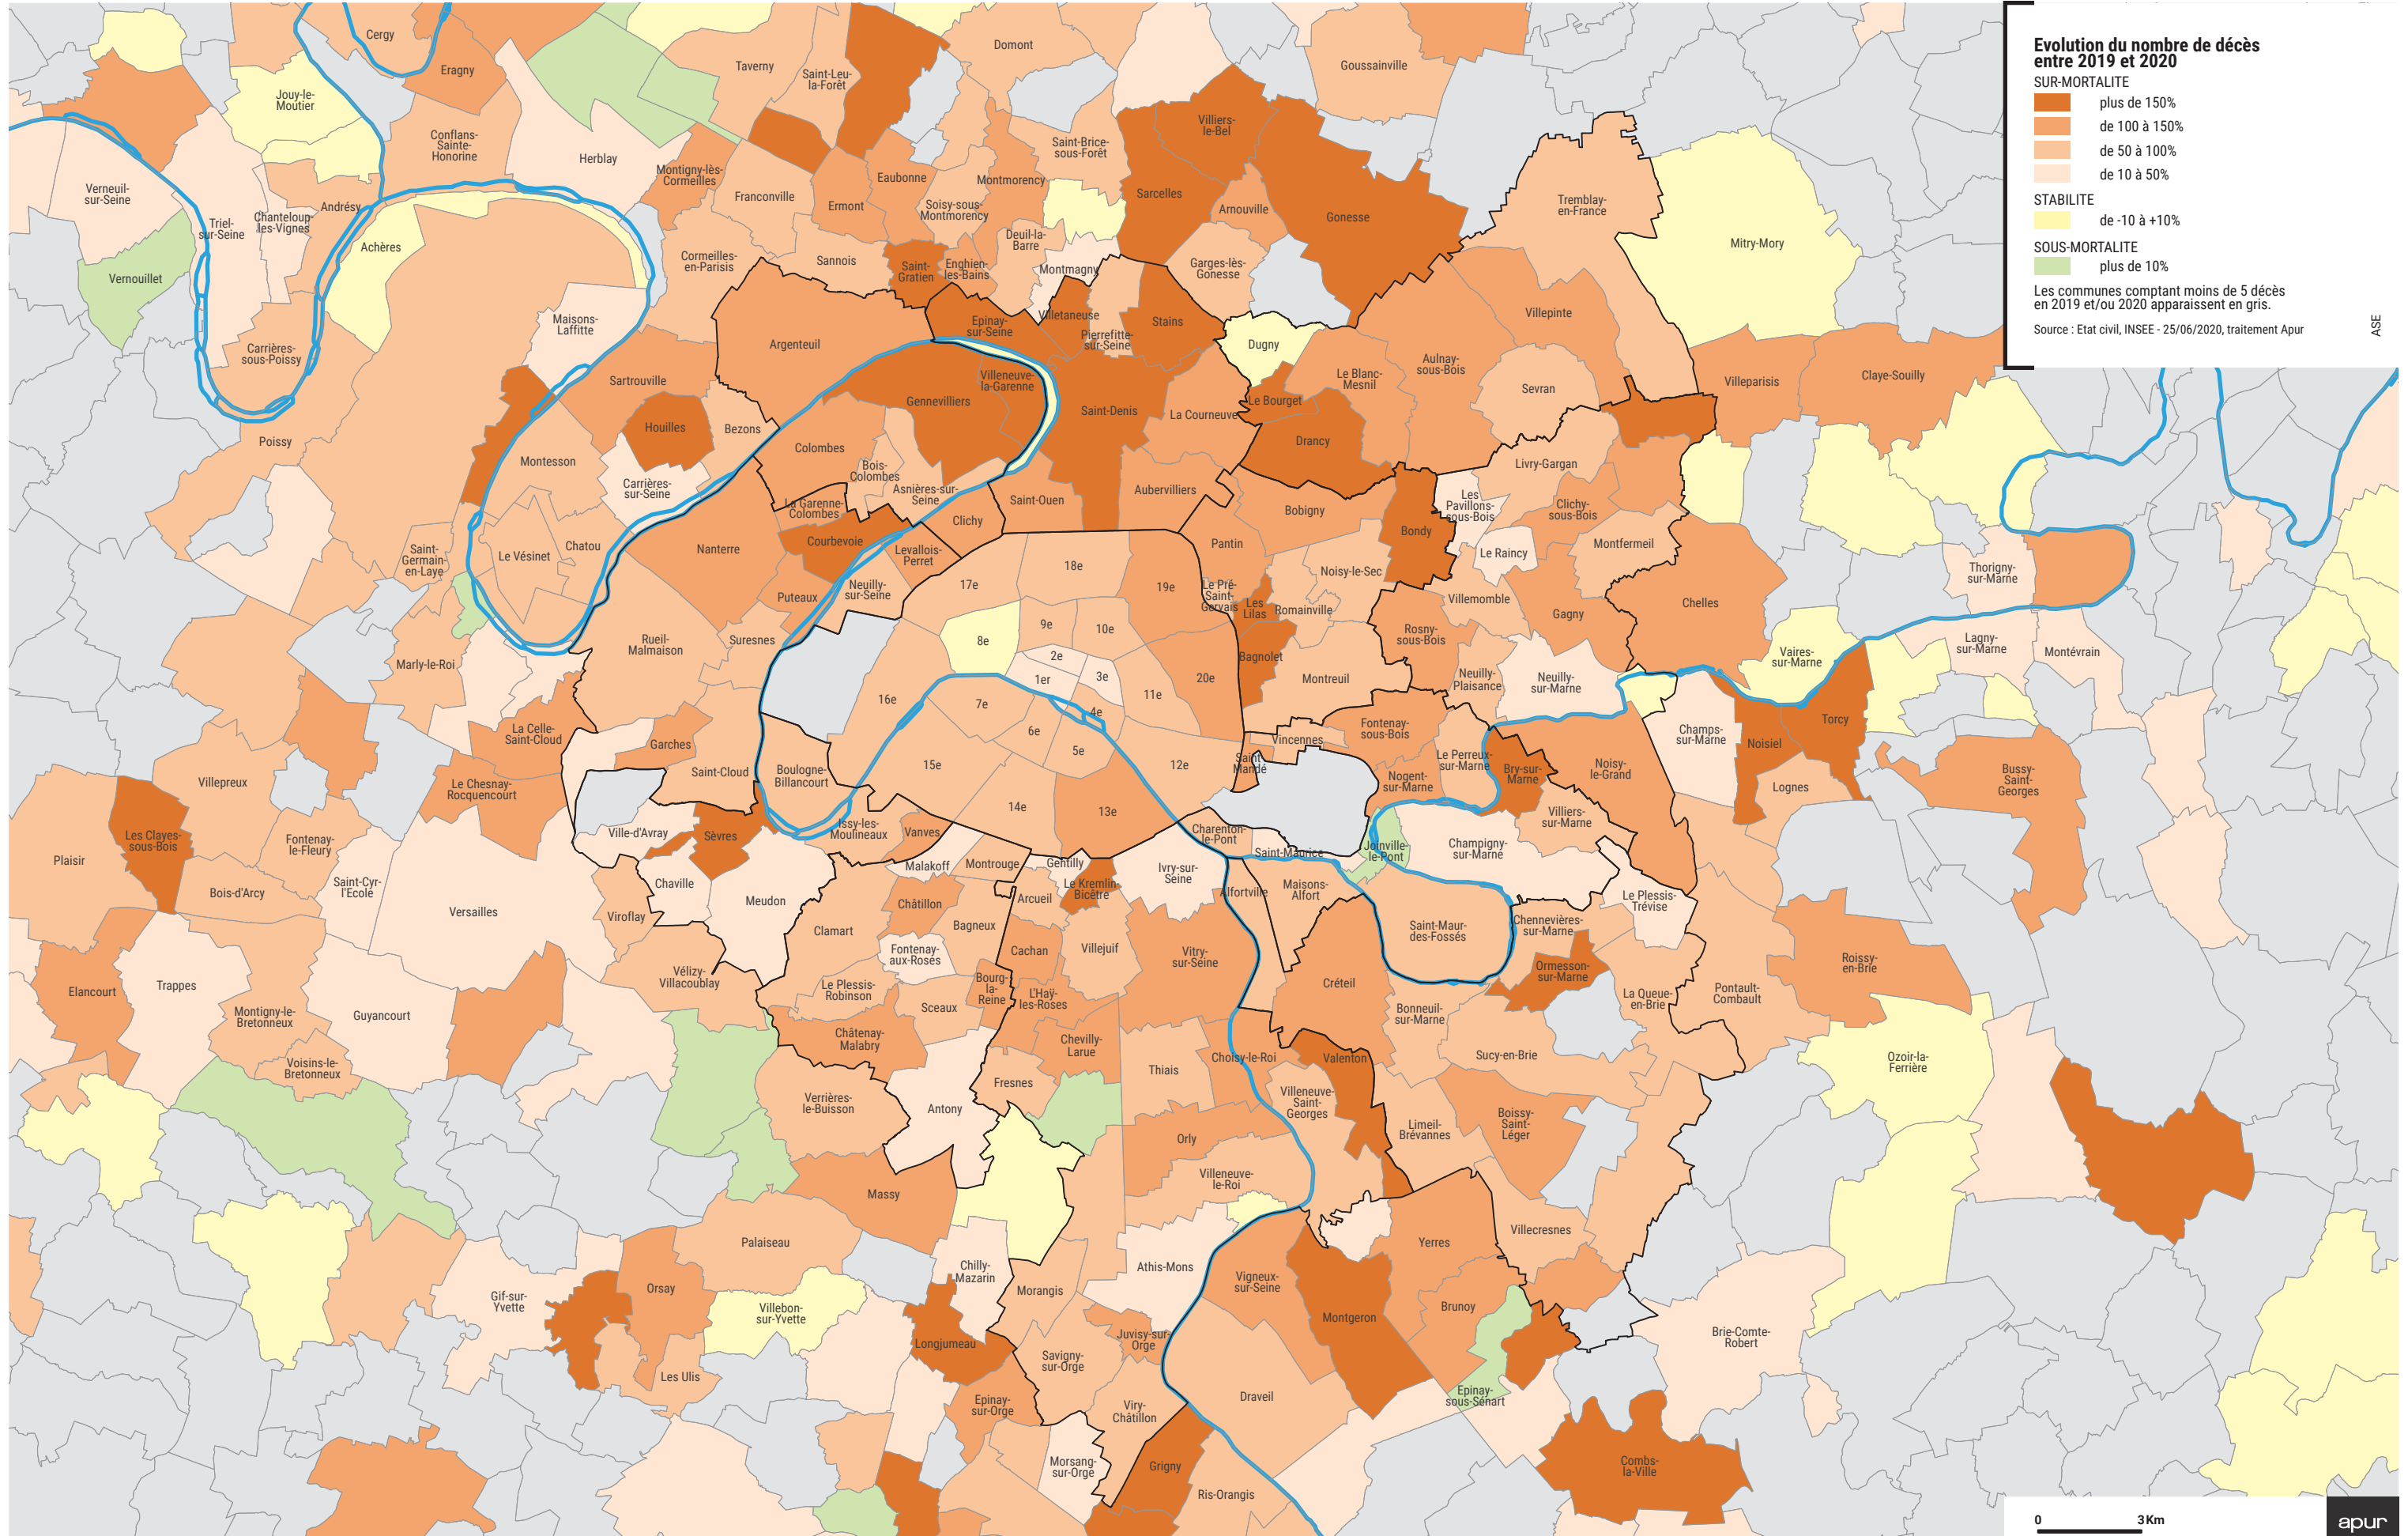 Evolution du nombre de décès
entre 2019 et 2020
SUR-MORTALITE
plus de 150%
de 100 à 150%
de 50 à 100%
de 10 à 50%
STABILITE
de -10 à +10%
SOUS-MORTALITE
plus de 10%
Les communes comptant moins de 5 décès
en 2019 et/ou 2020 apparaissent en gris.
Source : Etat civil, INSEE - 25/06/2020, traitement Apur
ASE
Cergy
Eragny
Domont
Taverny
Saint-Leu-
la-Forêt
Goussainville
Jouy-le-
Moutier
Conflans-
Sainte-
Honorine
Herblay
Villiers-
le-Bel
Saint-Brice-
sous-Forêt
Montigny-lès-
Cormeilles
Eaubonne
Montmorency
Verneuil-
sur-Seine
Franconville
Ermont
Soisy-sous-
Montmorency
Sarcelles
Arnouville
Gonesse
Tremblay-
en-France
Andrésy
Triel-
sur-Seine
Chanteloup-
les-Vignes
Achères
Deuil-la-
Barre
Mitry-Mory
Cormeilles-
en-Parisis
Sannois
Saint-
Gratien
Enghien-
les-Bains
Montmagny
Garges-lès-
Gonesse
Vernouillet
Maisons-
Laffitte
Epinay-
sur-Seine
Villetaneuse
Pierrefitte-
sur-Seine
Stains
Villepinte
Carrières-
sous-Poissy
Argenteuil
Dugny
Sartrouville
Villeneuve-
la-Garenne
Le Blanc-
Mesnil
Aulnay-
sous-Bois
Sevran
Villeparisis
Claye-Souilly
Gennevilliers
Saint-Denis
La Courneuve
Le Bourget
Houilles
Bezons
Drancy
Poissy
Colombes
Montesson
Bois-
Colombes
Livry-Gargan
Carrières-
sur-Seine
Asnières-sur-
Seine
Saint-Ouen
Aubervilliers
La Garenne-
Colombes
Clichy
Bobigny
Les
Pavillons-
sous-Bois
Clichy-
sous-Bois
Bondy
Saint-
Germain-
en-Laye
Le Vésinet
Chatou
Nanterre
Courbevoie
Levallois-
Perret
Pantin
Le Raincy
Montfermeil
17e
18e
19e
Noisy-le-Sec
Thorigny-
sur-Marne
Puteaux
Neuilly-
sur-Seine
Le Pré-
Saint-
Gervais
Les
Lilas
Romainville
Villemomble
Gagny
Chelles
Marly-le-Roi
Rueil-
Malmaison
Suresnes
8e
9e
10e
2e
1er
3e
Bagnolet
Rosny-
sous-Bois
Vaires-
sur-Marne
Lagny-
sur-Marne
Montévrain
16e
7e
4e
11e
20e
Montreuil
Neuilly-
Plaisance
Neuilly-
sur-Marne
La Celle-
Saint-Cloud
Garches
6e
5e
Vincennes
Fontenay-
sous-Bois
Champs-
sur-Marne
Noisiel
Torcy
Villepreux
Le Chesnay-
Rocquencourt
Saint-Cloud
Boulogne-
Billancourt
15e
12e
Saint-
Mandé
Nogent-
sur-Marne
Le Perreux-
sur-Marne
Bry-sur-
Marne
Noisy-
le-Grand
Lognes
Bussy-
Saint-
Georges
14e
13e
Les Clayes-
sous-Bois
Plaisir
Fontenay-
le-Fleury
Ville-d'Avray
Sèvres
Issy-les-
Moulineaux
Vanves
Charenton-
le-Pont
Saint-Maurice
Joinville-
le-Pont
Champigny-
sur-Marne
Villiers-
sur-Marne
Malakoff
Montrouge
Gentilly
Ivry-sur-
Seine
Bois-d'Arcy
Saint-Cyr-
l'Ecole
Versailles
Chaville
Viroflay
Meudon
Le Kremlin-
Bicêtre
Arcueil
Alfortville
Maisons-
Alfort
Le Plessis-
Trévise
Châtillon
Clamart
Bagneux
Saint-Maur-
des-Fossés
Chennevières-
sur-Marne
Fontenay-
aux-Roses
Cachan
Villejuif
Vitry-
sur-Seine
Elancourt
Trappes
Vélizy-
Villacoublay
Le Plessis-
Robinson
Bourg-
la-
Reine
L'Haÿ-
les-Roses
Sceaux
Créteil
Ormesson-
sur-Marne
La Queue-
en-Brie
Pontault-
Combault
Roissy-
en-Brie
Montigny-le-
Bretonneux
Guyancourt
Châtenay-
Malabry
Chevilly-
Larue
Bonneuil-
sur-Marne
Voisins-le-
Bretonneux
Choisy-le-Roi
Valenton
Sucy-en-Brie
Ozoir-la-
Ferrière
Verrières-
le-Buisson
Antony
Fresnes
Thiais
Villeneuve-
Saint-
Georges
Limeil-
Brévannes
Boissy-
Saint-
Léger
Orly
Massy
Villeneuve-
le-Roi
Palaiseau
Villecresnes
Yerres
Chilly-
Mazarin
Athis-Mons
Gif-sur-
Yvette
Orsay
Villebon-
sur-Yvette
Morangis
Vigneux-
sur-Seine
Montgeron
Brunoy
Brie-Comte-
Robert
Longjumeau
Juvisy-sur-
Orge
Savigny-
sur-Orge
Les Ulis
Epinay-
sur-Orge
Viry-
Châtillon
Draveil
Epinay-
sous-Sénart
Morsang-
sur-Orge
Grigny
Ris-Orangis
Combs-
la-Ville
0
3Km
apur